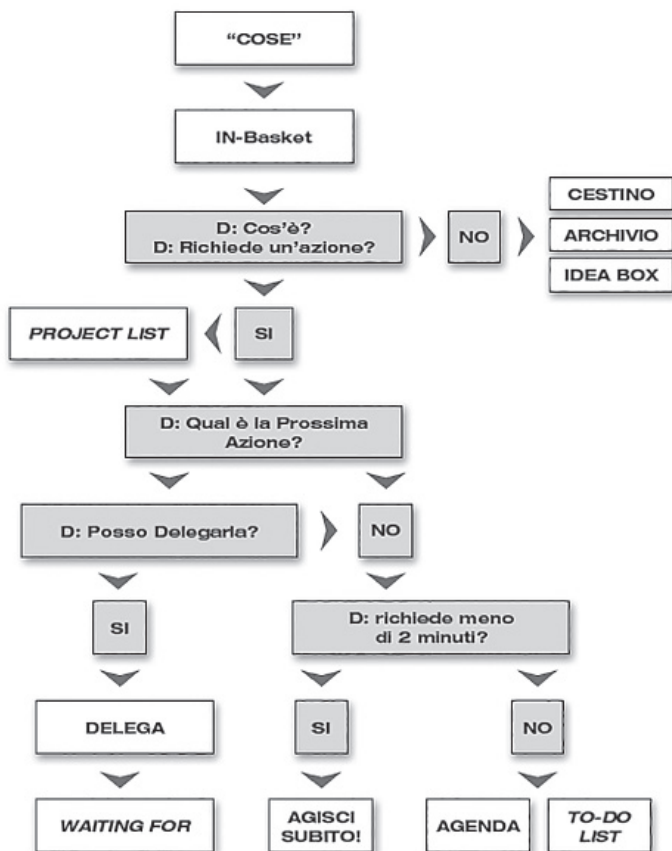 “COSE”
IN-Basket
D: Cos’è?
D: Richiede un’azione?
NO
CESTINO
ARCHIVIO
IDEA BOX
PROJECT LIST
SI
D: Qual è la Prossima
Azione?
D: Posso Delegarla?
NO
SI
D: richiede meno
di 2 minuti?
DELEGA
SI
NO
WAITING FOR
AGISCI
SUBITO!
AGENDA
TO-DO
LIST